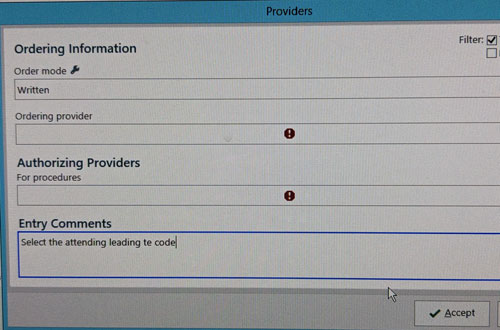 Providers
Ordering Information
Filter:
Order mode
Written
Ordering provider
Authorizing Providers
For procedures
Entry Comments
Select the attending leading te code
Accept